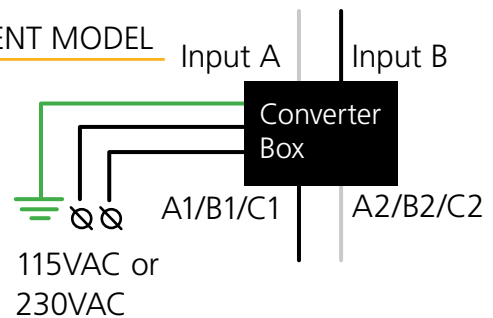 ENT MODEL
Input A
Input B
Converter
Box
A1/B1/C1
A2/B2/C2
115VAC or
230VAC